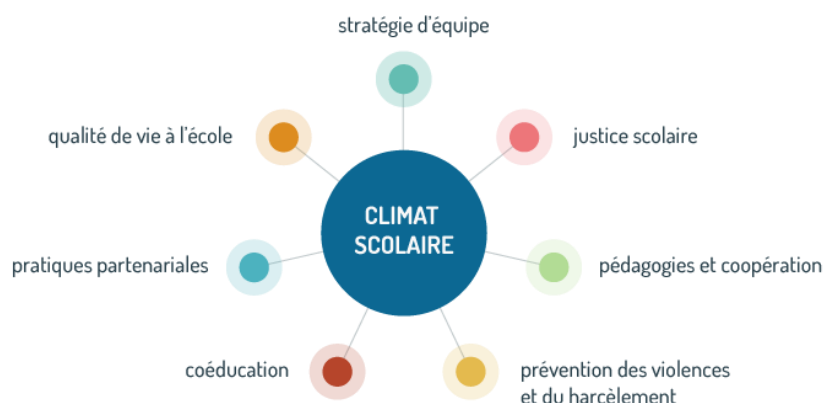 stratégie d'équipe
qualité de vie à l'école
justice scolaire
CLIMAT
SCOLAIRE
pratiques partenariales
pédagogies et coopération
coéducation
prévention des violences
et du harcèlement